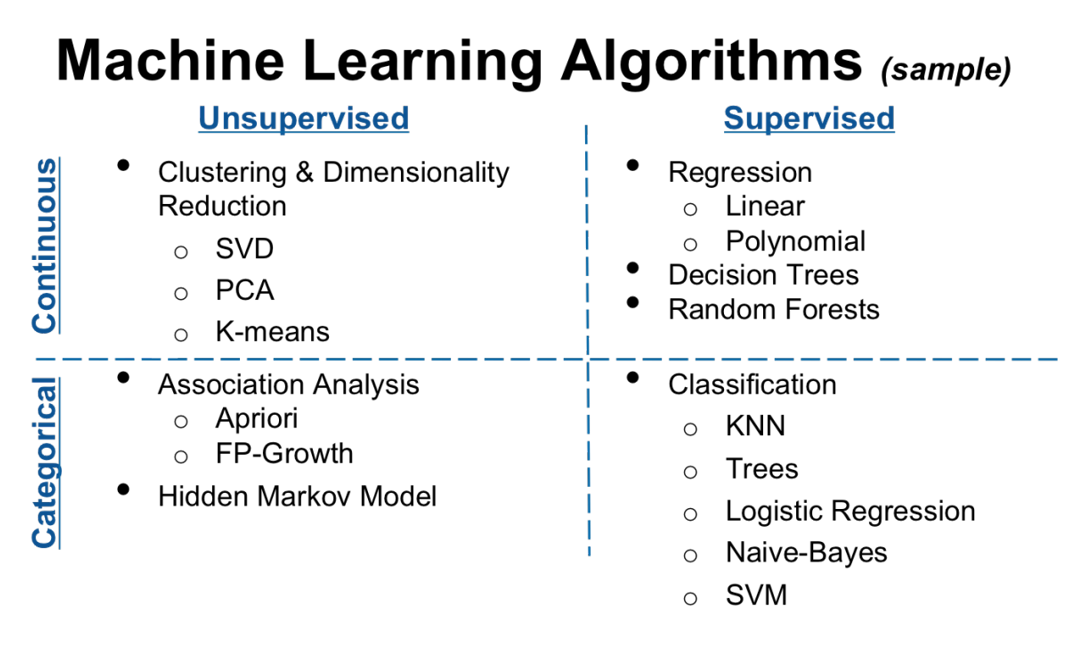 Machine Learning Algorithms (sample)
Unsupervised
Supervised
Continuous
• Clustering & Dimensionality
Reduction
o SVD
o PCA
o K-means
• Regression
o Linear
o Polynomial
• Decision Trees
• Random Forests
Categorical
• Association Analysis
o Apriori
o FP-Growth
• Hidden Markov Model
• Classification
o KNN
o Trees
o Logistic Regression
o Naive-Bayes
o SVM